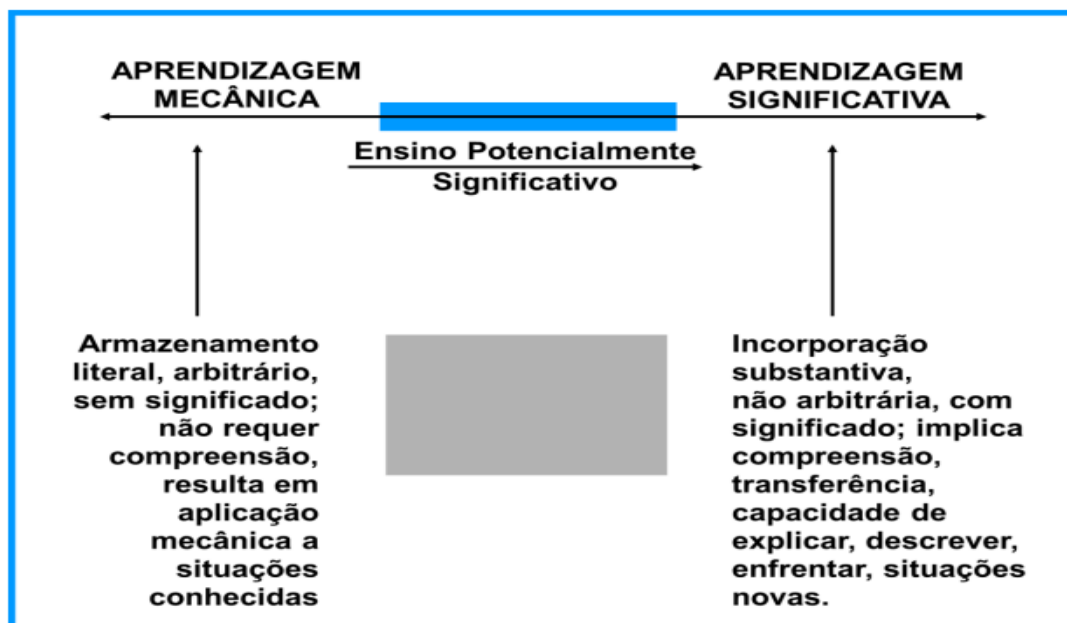 APRENDIZAGEM
MECÂNICA
APRENDIZAGEM
SIGNIFICATIVA
Ensino Potencialmente
Significativo
Armazenamento
literal, arbitrário,
sem significado;
não requer
compreensão,
resulta em
aplicação
mecânica a
situações
conhecidas
Incorporação
substantiva,
não arbitrária, com
significado; implica
compreensão,
transferência,
capacidade de
explicar, descrever,
enfrentar, situações
novas.